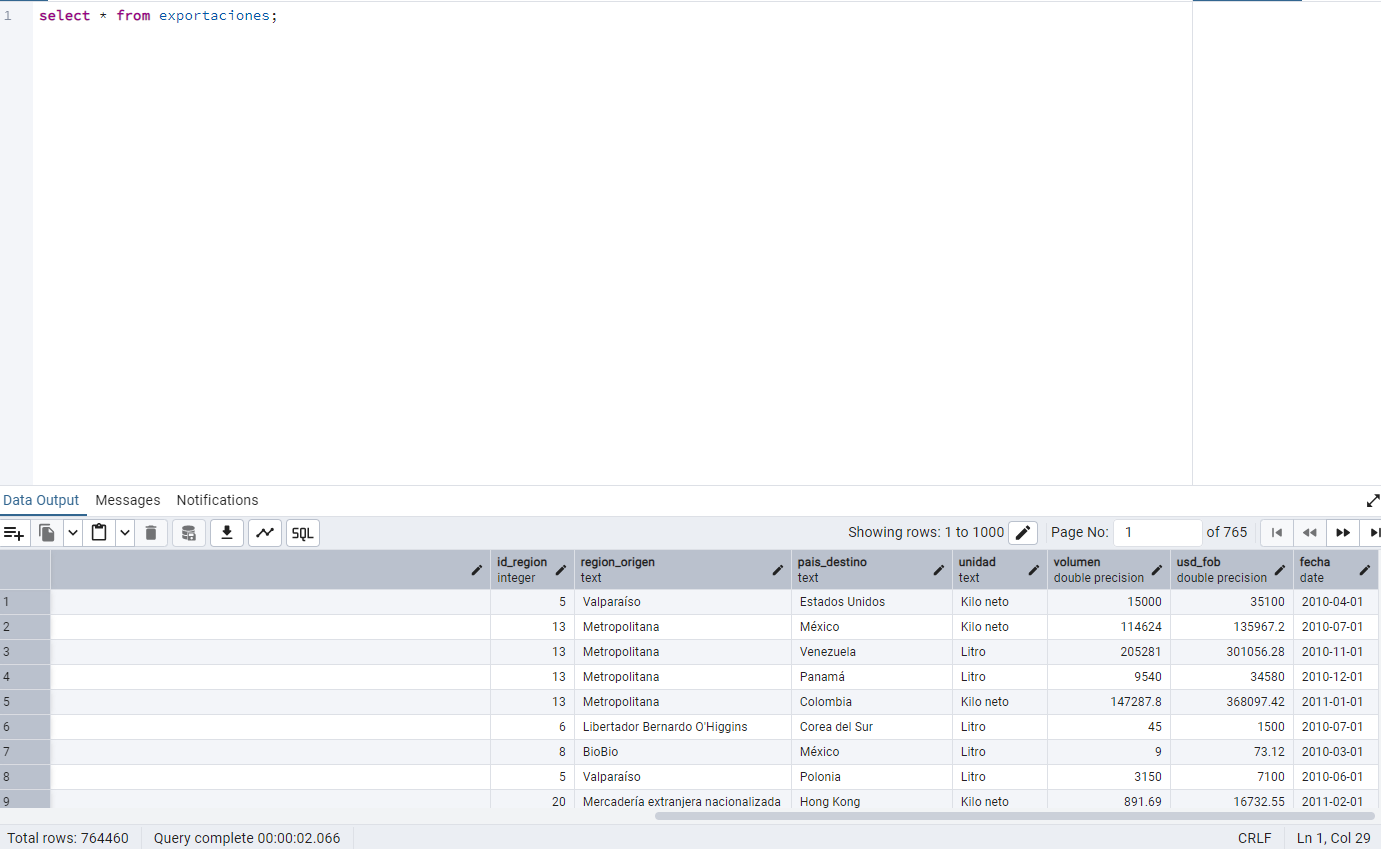 1 select * from exportaciones;
Data Output Messages Notifications
SQL Showing rows: 1 to 1000 Page No: 1 of 765
id_region region_origen pais_destino unidad volumen usd_fob fecha
integer text text text double precision double precision date
1 5 Valparaíso Estados Unidos Kilo neto 15000 35100 2010-04-01
2 13 Metropolitana México Kilo neto 114624 135967.2 2010-07-01
3 13 Metropolitana Venezuela Litro 205281 301056.28 2010-11-01
4 13 Metropolitana Panamá Litro 9540 34580 2010-12-01
5 13 Metropolitana Colombia Kilo neto 147287.8 368097.42 2011-01-01
6 6 Libertador Bernardo O'Higgins Corea del Sur Litro 45 1500 2010-07-01
7 8 BioBio México Litro 9 73.12 2010-03-01
8 5 Valparaíso Polonia Litro 3150 7100 2010-06-01
9 20 Mercadería extranjera nacionalizada Hong Kong Kilo neto 891.69 16732.55 2011-02-01
Total rows: 764460 Query complete 00:00:02.066 CRLF Ln 1, Col 29